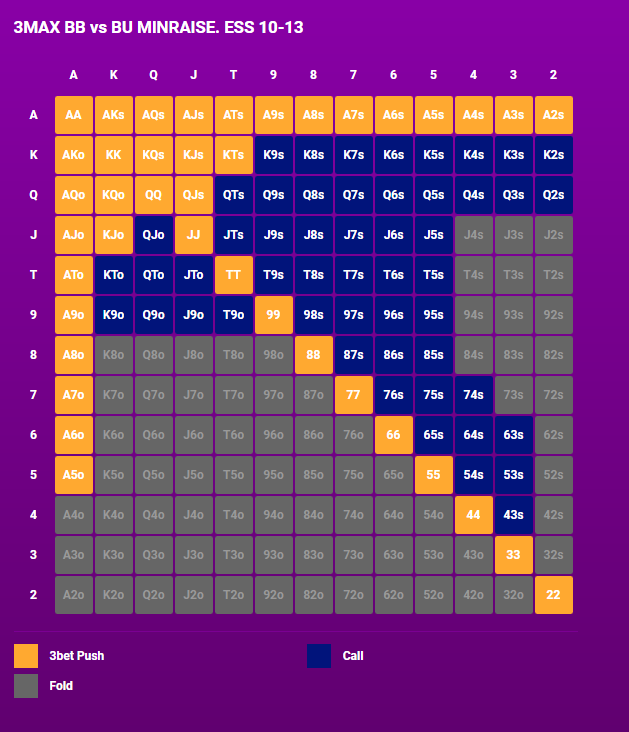 3MAX BB vs BU MINRAISE. ESS 10-13
A K Q J T 9 8 7 6 5 4 3 2
A AA AKs AQs AJs ATs A9s A8s A7s A6s A5s A4s A3s A2s
K AKo KK KQs KJs KTs K9s K8s K7s K6s K5s K4s K3s K2s
Q AQo KQo QQ QJs QTs Q9s Q8s Q7s Q6s Q5s Q4s Q3s Q2s
J AJo KJo QJo JJ JTs J9s J8s J7s J6s J5s J4s J3s J2s
T ATo KTo QTo JTo TT T9s T8s T7s T6s T5s T4s T3s T2s
9 A9o K9o Q9o J9o T9o 99 98s 97s 96s 95s 94s 93s 92s
8 A8o K8o Q8o J8o T8o 98o 88 87s 86s 85s 84s 83s 82s
7 A7o K7o Q7o J7o T7o 97o 87o 77 76s 75s 74s 73s 72s
6 A6o K6o Q6o J6o T6o 96o 86o 76o 66 65s 64s 63s 62s
5 A5o K5o Q5o J5o T5o 95o 85o 75o 65o 55 54s 53s 52s
4 A4o K4o Q4o J4o T4o 94o 84o 74o 64o 54o 44 43s 42s
3 A3o K3o Q3o J3o T3o 93o 83o 73o 63o 53o 43o 33 32s
2 A2o K2o Q2o J2o T2o 92o 82o 72o 62o 52o 42o 32o 22
3bet Push Call
Fold